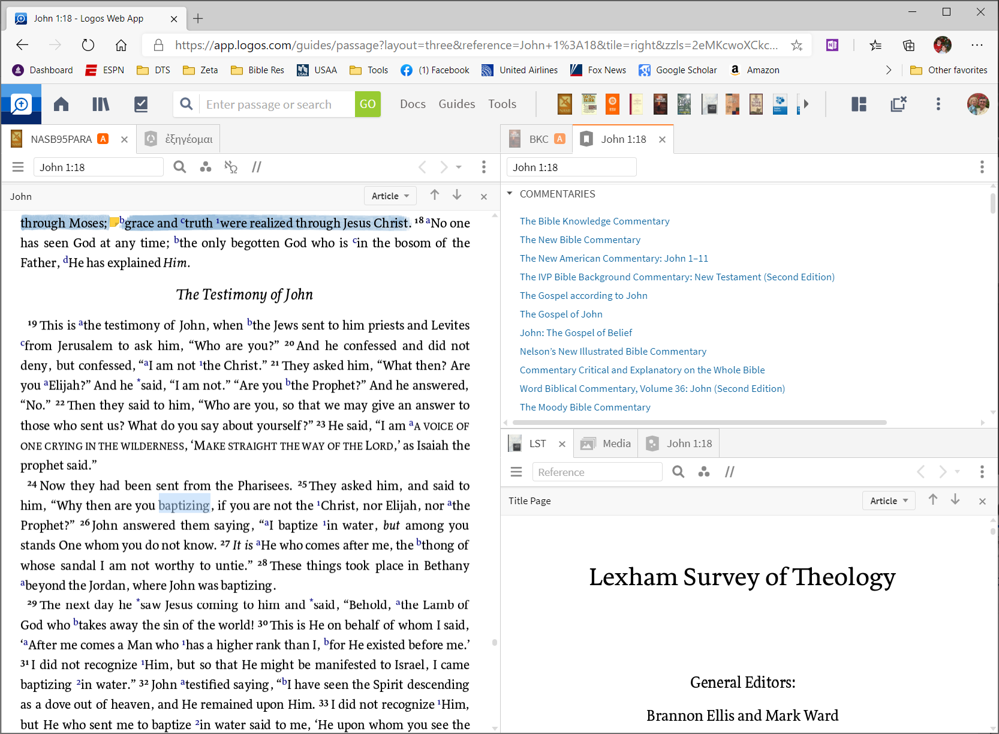 John 1:18 - Logos Web App
https://app.logos.com/guides/passage?layout=three&reference=John+1%3A18&tile=right&zzls=2eMKcwoXCkc...
Dashboard ESPN DTS Zeta Bible Res USAA Tools (1) Facebook United Airlines Fox News Google Scholar Amazon Other favorites
Enter passage or search GO Docs Guides Tools
NASB95PARA A ἐξηγέομαι
John 1:18
John Article
through Moses; bgrace and ctruth 1were realized through Jesus Christ. 18 aNo one
has seen God at any time; bthe only begotten God who is cin the bosom of the
Father, dHe has explained Him.
The Testimony of John
19 This is athe testimony of John, when bthe Jews sent to him priests and Levites
cfrom Jerusalem to ask him, “Who are you?” 20 And he confessed and did not
deny, but confessed, “aI am not 1the Christ.” 21 They asked him, “What then? Are
you aElijah?” And he *said, “I am not.” “Are you bthe Prophet?” And he answered,
“No.” 22 Then they said to him, “Who are you, so that we may give an answer to
those who sent us? What do you say about yourself?” 23 He said, “I am aA VOICE OF
ONE CRYING IN THE WILDERNESS, ‘MAKE STRAIGHT THE WAY OF THE LORD,’ as Isaiah the
prophet said.”
24 Now they had been sent from the Pharisees. 25 They asked him, and said to
him, “Why then are you baptizing, if you are not the 1Christ, nor Elijah, nor athe
Prophet?” 26 John answered them saying, “aI baptize 1in water, but among you
stands One whom you do not know. 27 It is aHe who comes after me, the bthong of
whose sandal I am not worthy to untie.” 28 These things took place in Bethany
abeyond the Jordan, where John was baptizing.
29 The next day he *saw Jesus coming to him and *said, “Behold, athe Lamb of
God who btakes away the sin of the world! 30 This is He on behalf of whom I said,
‘aAfter me comes a Man who 1has a higher rank than I, bfor He existed before me.’
31 I did not recognize 1Him, but so that He might be manifested to Israel, I came
baptizing 2in water.” 32 John atestified saying, “bI have seen the Spirit descending
as a dove out of heaven, and He remained upon Him. 33 I did not recognize 1Him,
but He who sent me to baptize 2in water said to me, ‘He upon whom you see the
BKC A John 1:18
John 1:18
COMMENTARIES
The Bible Knowledge Commentary
The New Bible Commentary
The New American Commentary: John 1–11
The IVP Bible Background Commentary: New Testament (Second Edition)
The Gospel according to John
The Gospel of John
John: The Gospel of Belief
Nelson’s New Illustrated Bible Commentary
Commentary Critical and Explanatory on the Whole Bible
Word Biblical Commentary, Volume 36: John (Second Edition)
The Moody Bible Commentary
LST Media John 1:18
Reference
Title Page Article
Lexham Survey of Theology
General Editors:
Brannon Ellis and Mark Ward